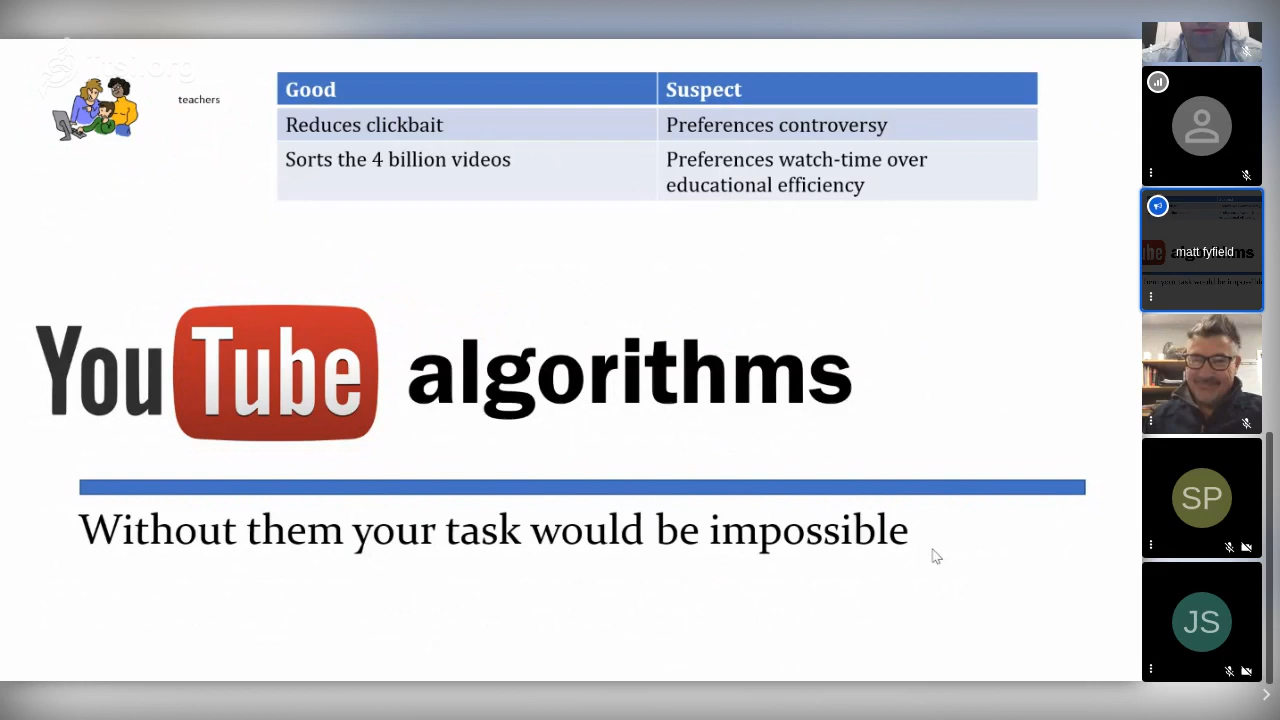 teachers
Good
Suspect
Reduces clickbait
Preferences controversy
Sorts the 4 billion videos
Preferences watch-time over
educational efficiency
YouTube algorithms
Without them your task would be impossible
matt fyfield
SP
JS